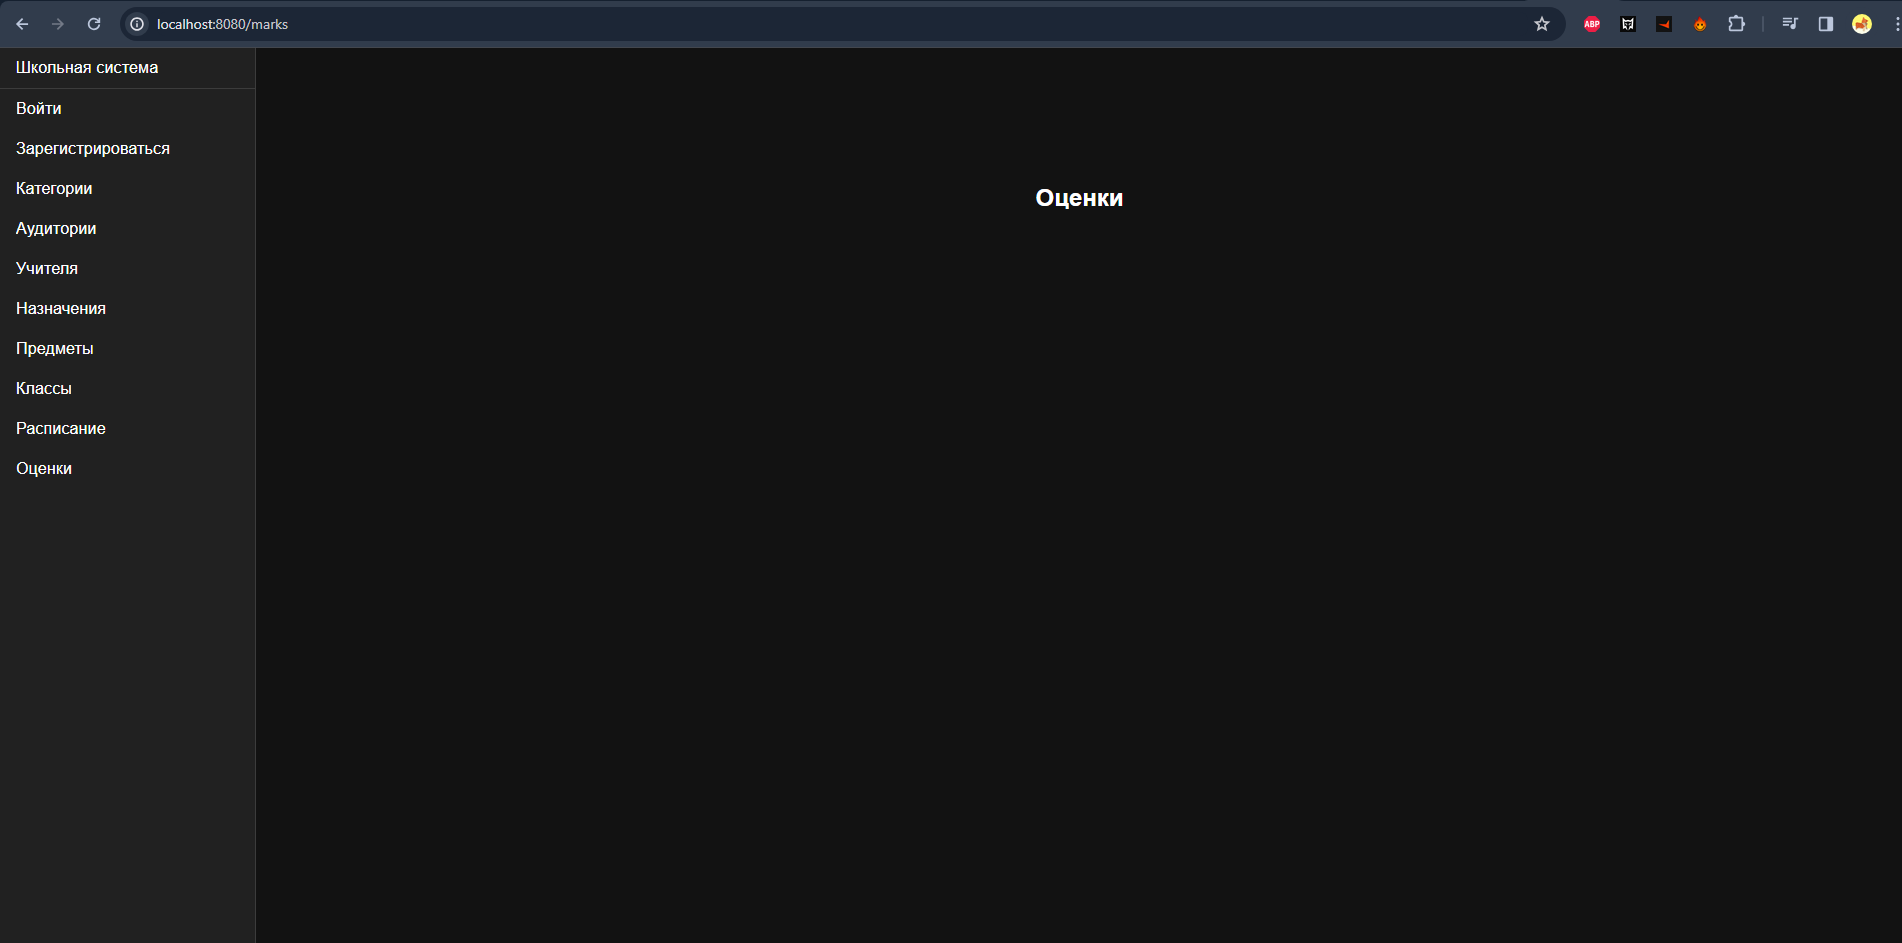 localhost:8080/marks
ABP
Школьная система
Войти
Зарегистрироваться
Категории
Аудитории
Учителя
Назначения
Предметы
Классы
Расписание
Оценки
Оценки